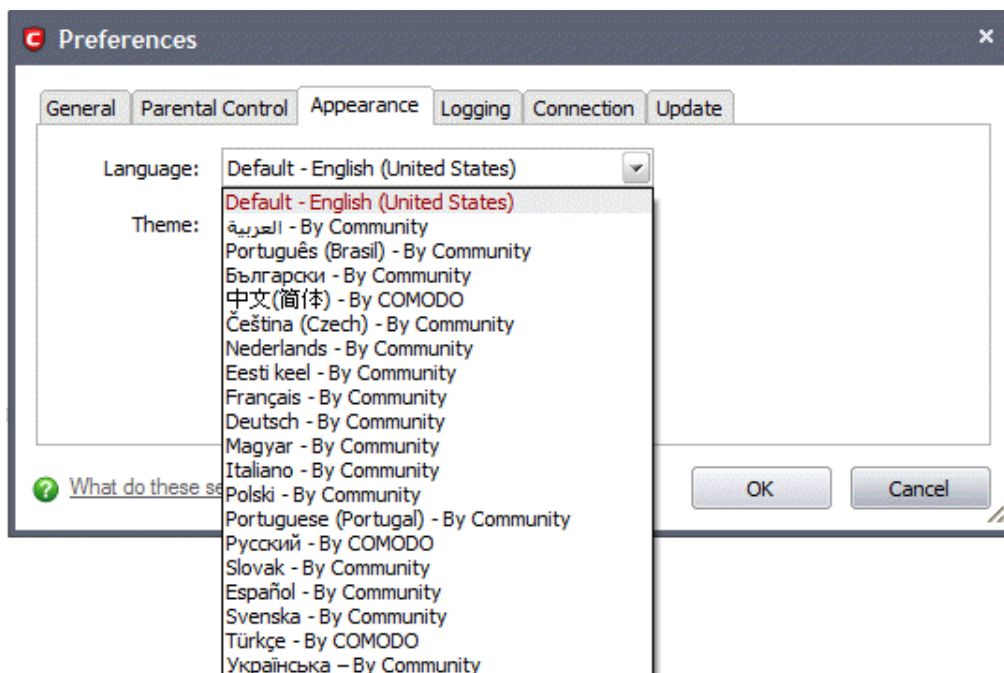 Preferences
General Parental Control Appearance Logging Connection Update
Language: Default - English (United States)
Default - English (United States)
Theme: العربية - By Community
Português (Brasil) - By Community
Български - By Community
中文(简体) - By COMODO
Čeština (Czech) - By Community
Nederlands - By Community
Eesti keel - By Community
Français - By Community
Deutsch - By Community
Magyar - By Community
Italiano - By Community
What do these se
Polski - By Community
OK Cancel
Portuguese (Portugal) - By Community
Русский - By COMODO
Slovak - By Community
Español - By Community
Svenska - By Community
Türkçe - By COMODO
Українська – By Community